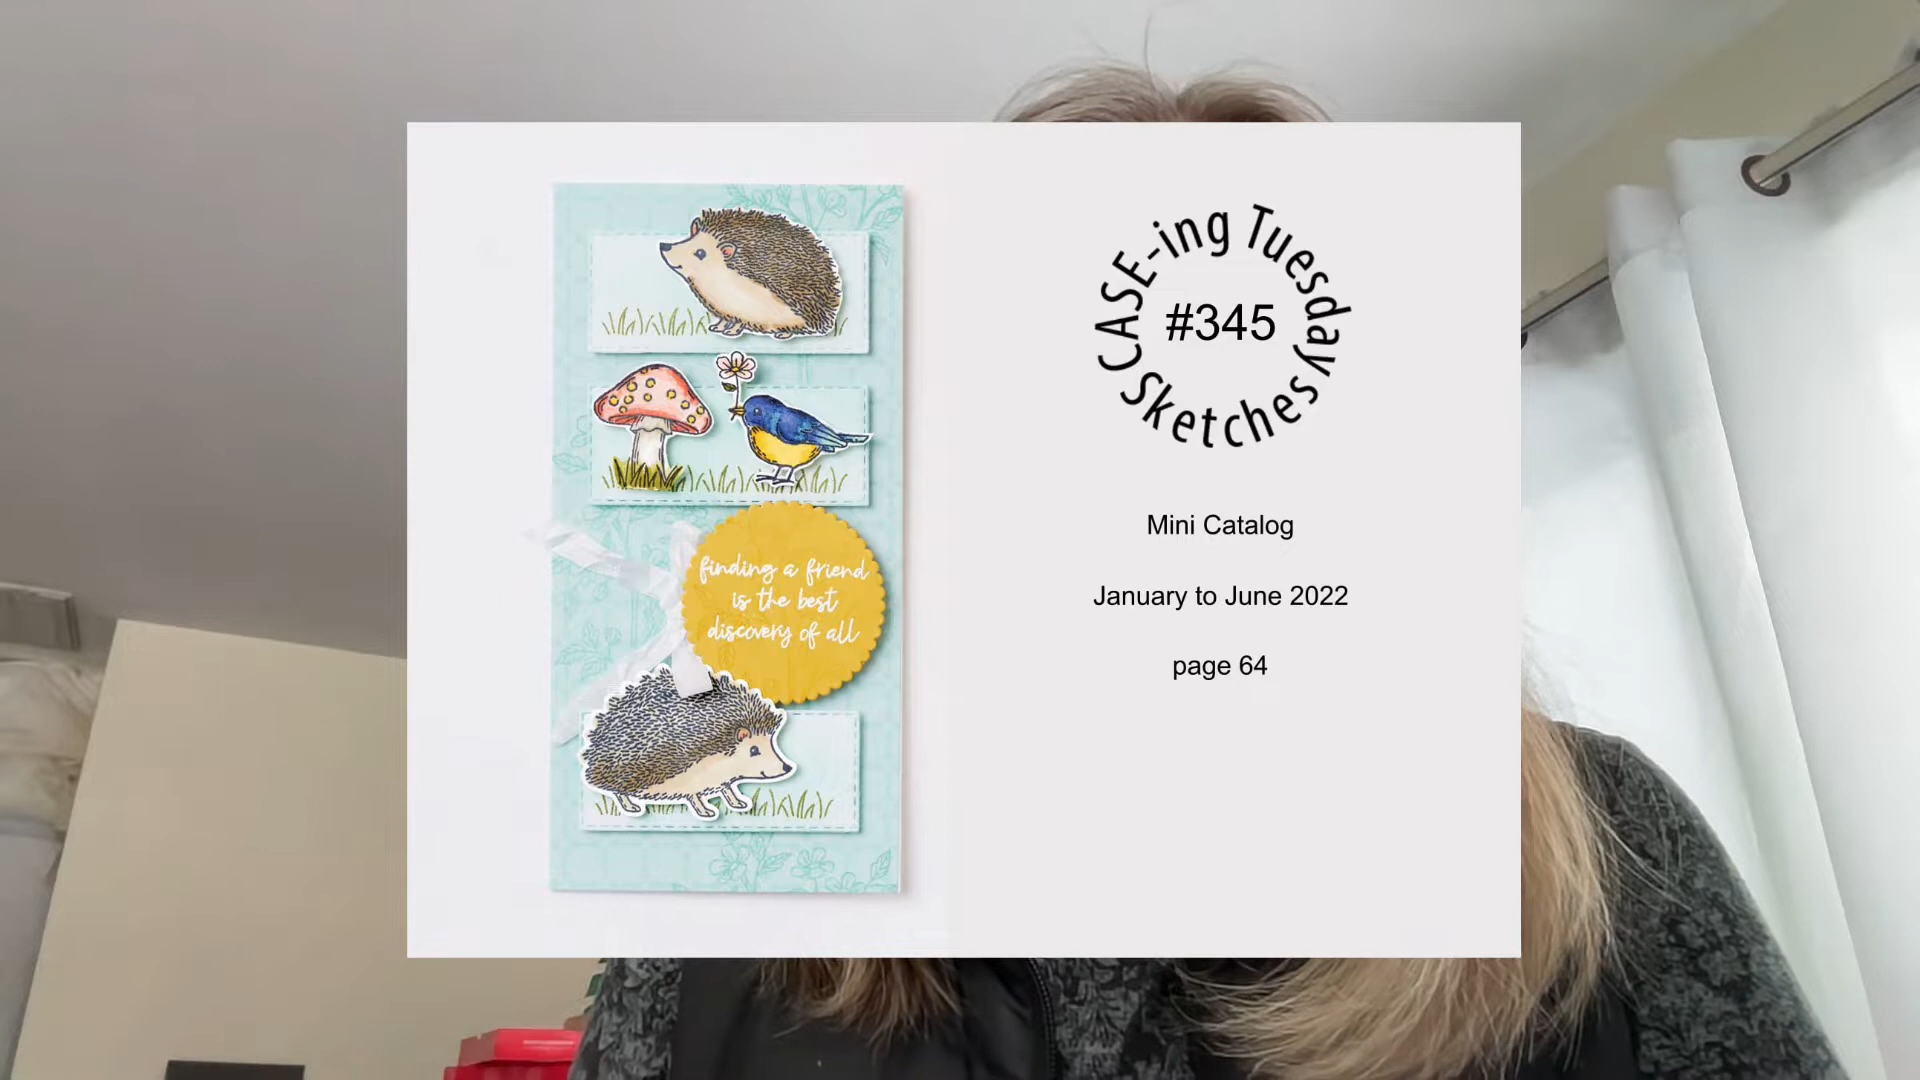 finding a friend
is the best
discovery of all
CASE-ing Tuesday Sketches
#345
Mini Catalog
January to June 2022
page 64